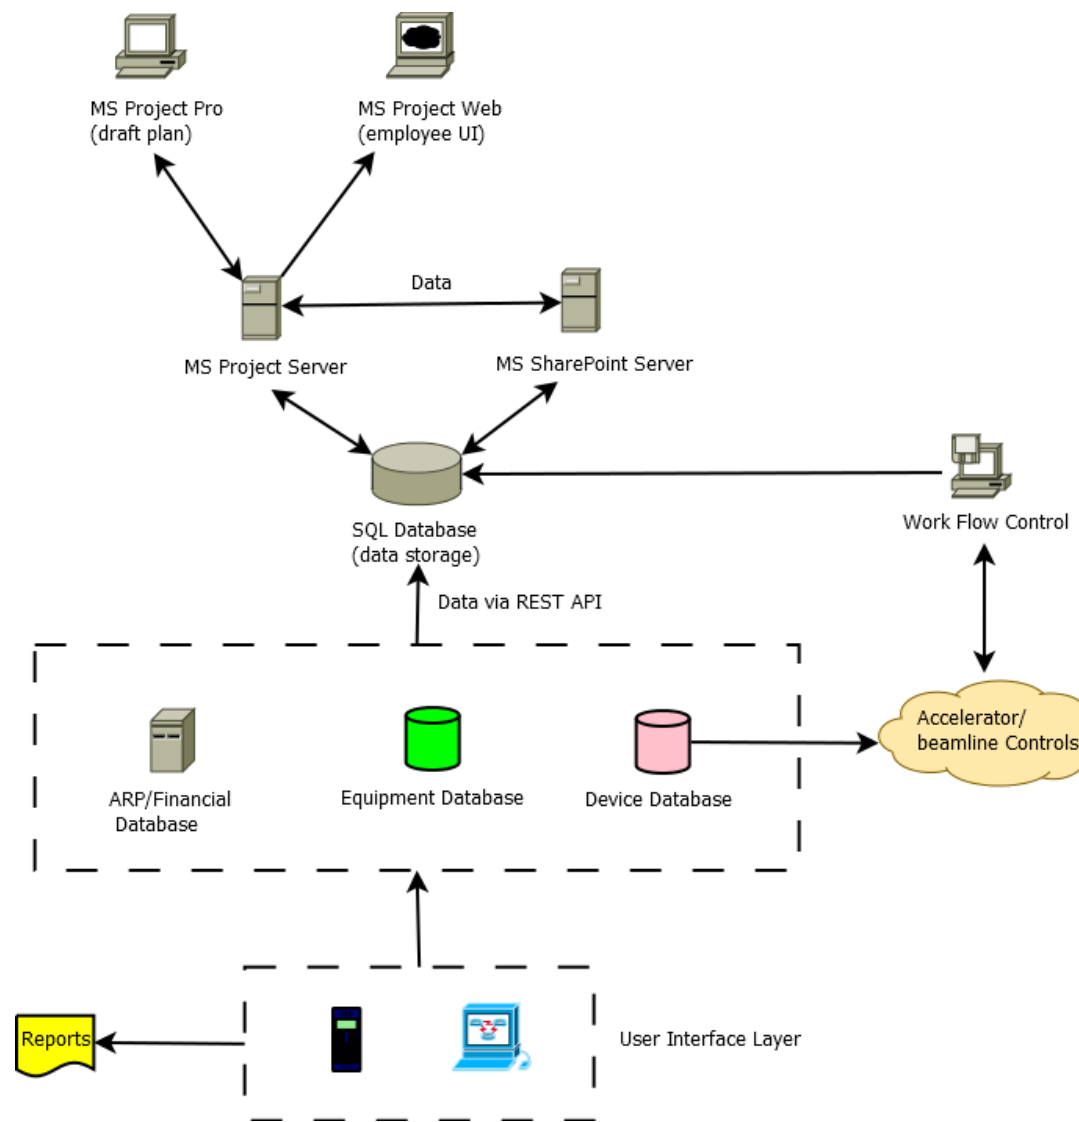 MS Project Pro
(draft plan)
MS Project Web
(employee UI)
Data
MS Project Server
MS SharePoint Server
SQL Database
(data storage)
Work Flow Control
Data via REST API
Accelerator/
beamline Controls
ARP/Financial
Database
Equipment Database
Device Database
Reports
User Interface Layer